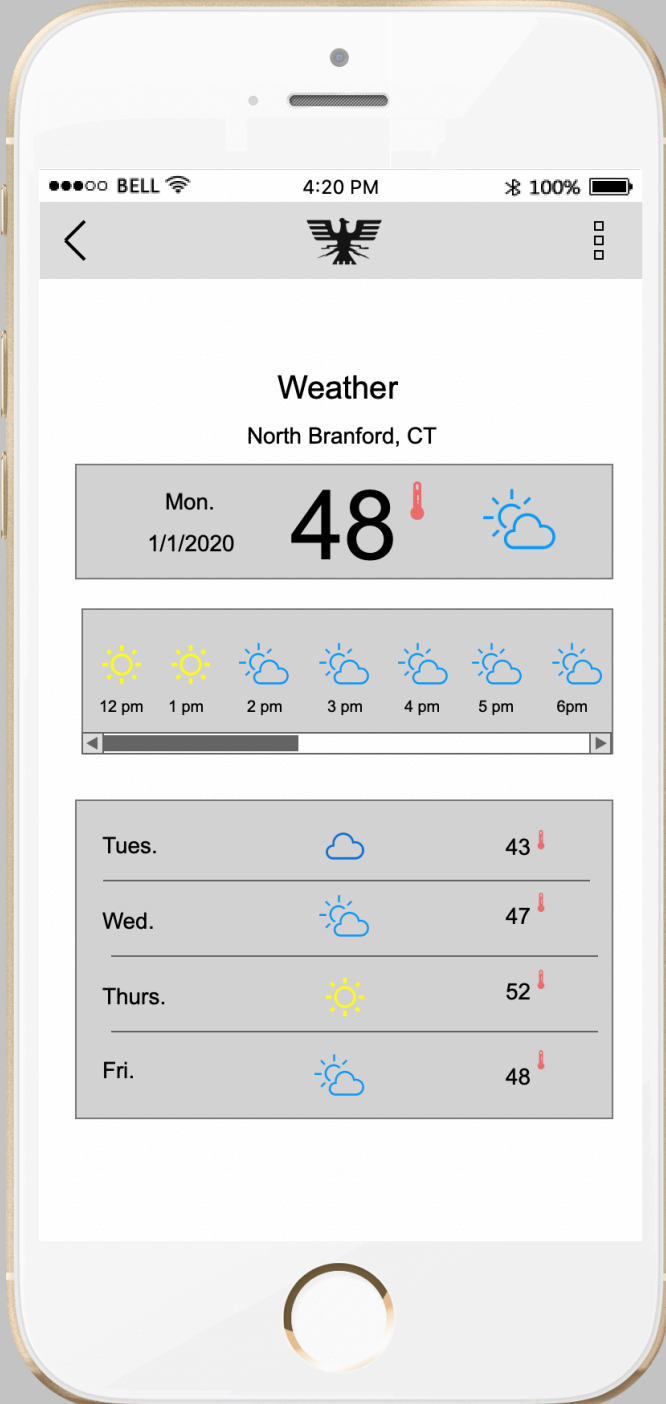 BELL 4:20 PM 100%
Weather
North Branford, CT
Mon.
1/1/2020
48
12 pm 1 pm 2 pm 3 pm 4 pm 5 pm 6pm
Tues. 43
Wed. 47
Thurs. 52
Fri. 48